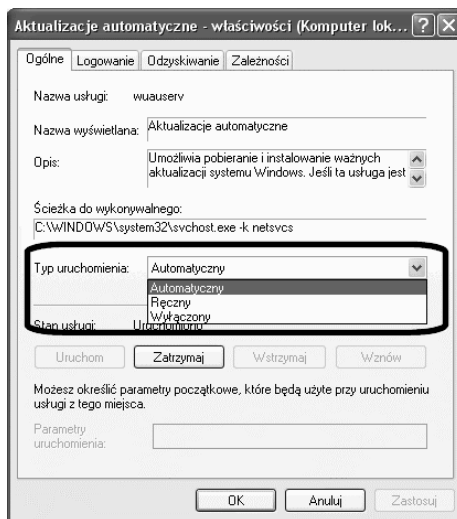 Aktualizacje automatyczne - właściwości (Komputer lok...
Ogólne Logowanie Odzyskiwanie Zależności
Nazwa usługi: wuauserv
Nazwa wyświetlana: Aktualizacje automatyczne
Opis: Umożliwia pobieranie i instalowanie ważnych
aktualizacji systemu Windows. Jeśli ta usługa jest
Ścieżka do wykonywalnego:
C:\WINDOWS\system32\svchost.exe -k netsvcs
Typ uruchomienia: Automatyczny
Automatyczny
Ręczny
Wyłączony
Stan usługi: Uruchomiono
Uruchom Zatrzymaj Wstrzymaj Wznów
Możesz określić parametry początkowe, które będą użyte przy uruchomieniu
usługi z tego miejsca.
Parametry
uruchomienia:
OK Anuluj Zastosuj